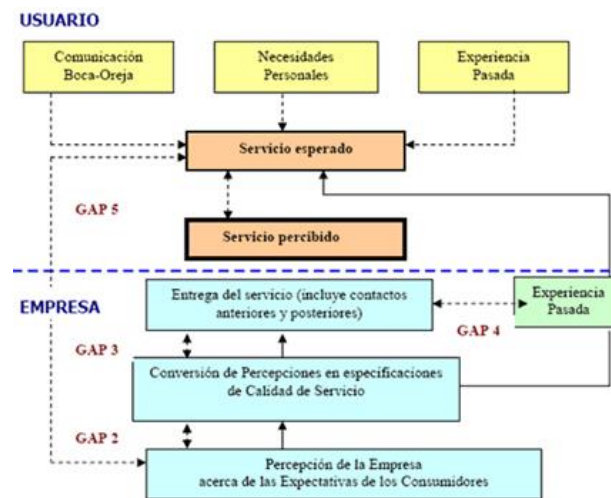 USUARIO
Comunicación
Boca-Oreja
Necesidades
Personales
Experiencia
Pasada
Servicio esperado
GAP 5
Servicio percibido
EMPRESA
Entrega del servicio (incluye contactos
anteriores y posteriores)
Experiencia
Pasada
GAP 4
GAP 3
Conversión de Percepciones en especificaciones
de Calidad de Servicio
GAP 2
Percepción de la Empresa
acerca de las Expectativas de los Consumidores